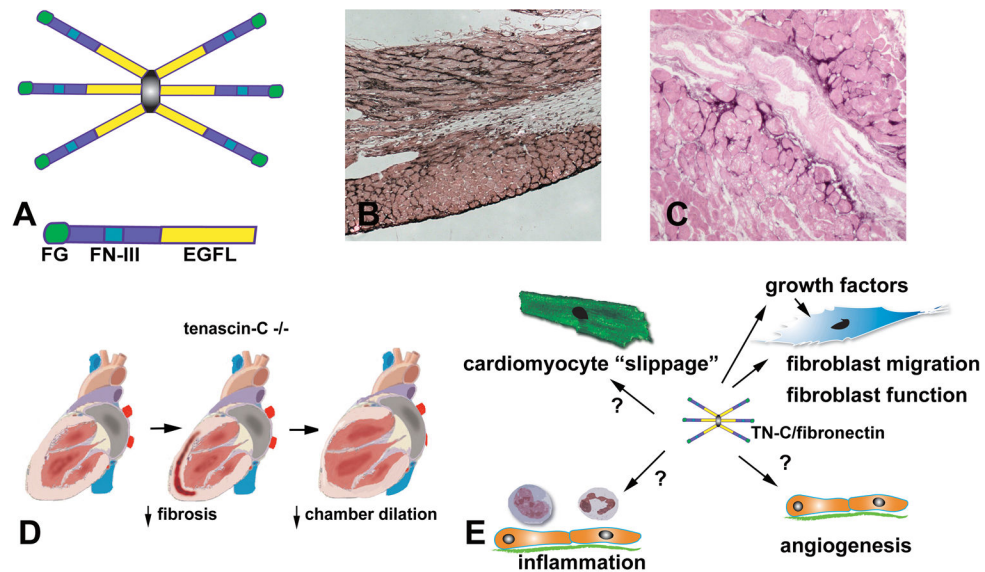 A
FG FN-III EGFL
B
C
tenascin-C -/-
↓ fibrosis
↓ chamber dilation
D
growth factors
cardiomyocyte “slippage”
fibroblast migration
fibroblast function
?
TN-C/fibronectin
?
?
E
inflammation
angiogenesis